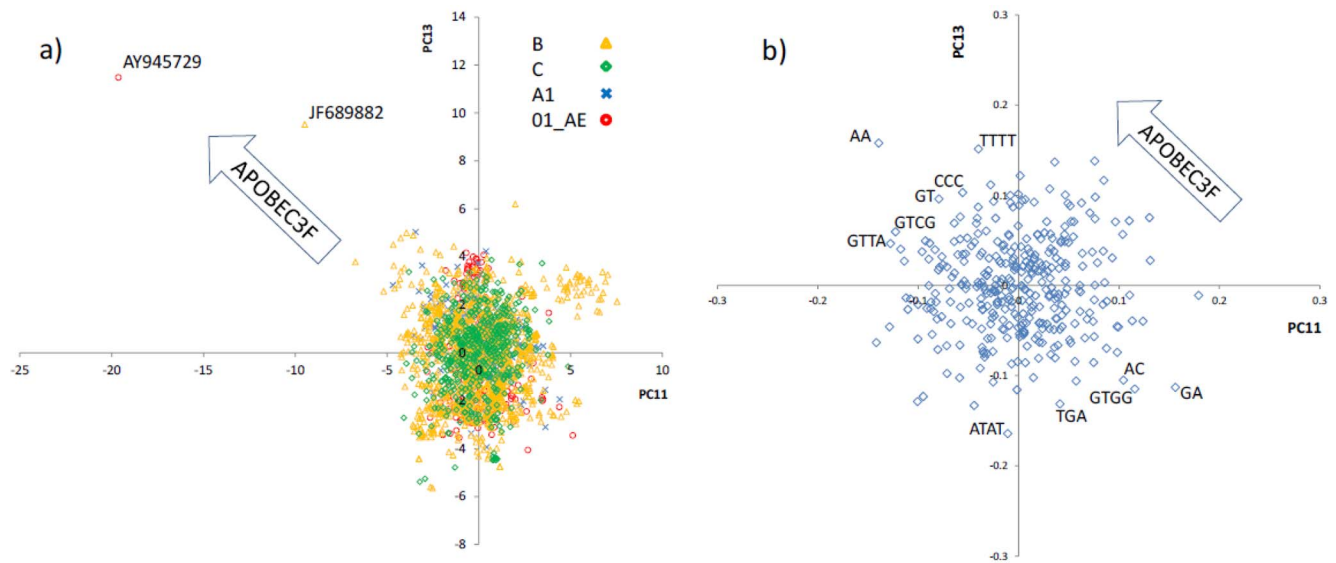 a)
PC13
14
12
10
8
6
4
2
0
-2
-4
-6
-8
-25
-20
-15
-10
-5
0
5
10
PC11
AY945729
JF689882
APOBEC3F
B
C
A1
01_AE
b)
PC13
0.3
0.2
0.1
0.0
-0.1
-0.2
-0.3
-0.3
-0.2
-0.1
0.1
0.2
0.3
PC11
APOBEC3F
AA
TTTT
CCC
GT
GTCG
GTTA
AC
GA
GTGG
TGA
ATAT